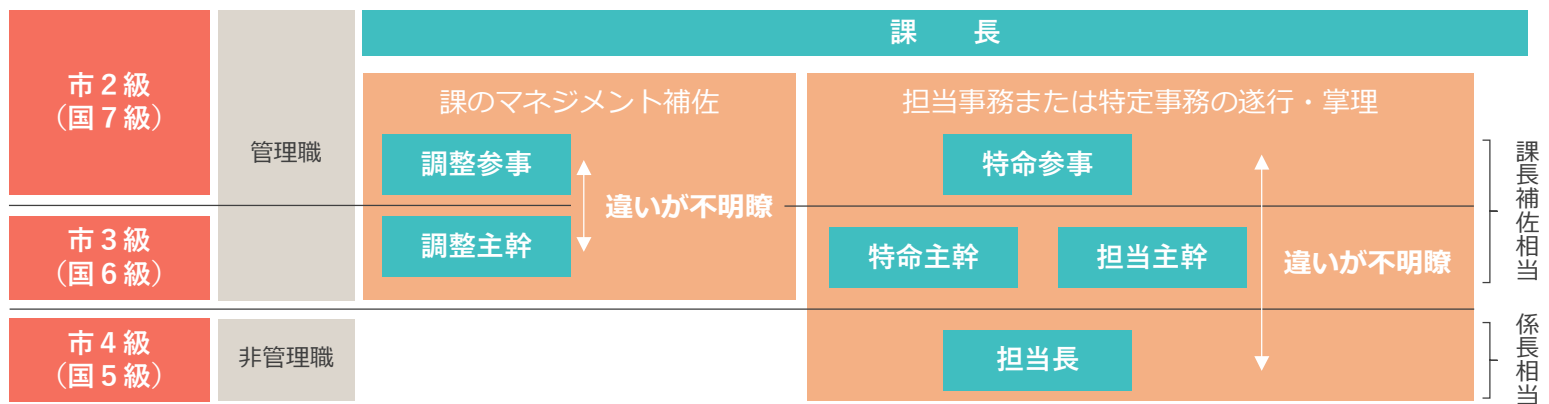 課　長
市２級
（国７級）
管理職
課のマネジメント補佐
担当事務または特定事務の遂行・掌理
調整参事
特命参事
違いが不明瞭
課長補佐相当
市３級
（国６級）
調整主幹
特命主幹
担当主幹
違いが不明瞭
市４級
（国５級）
非管理職
担当長
係長相当